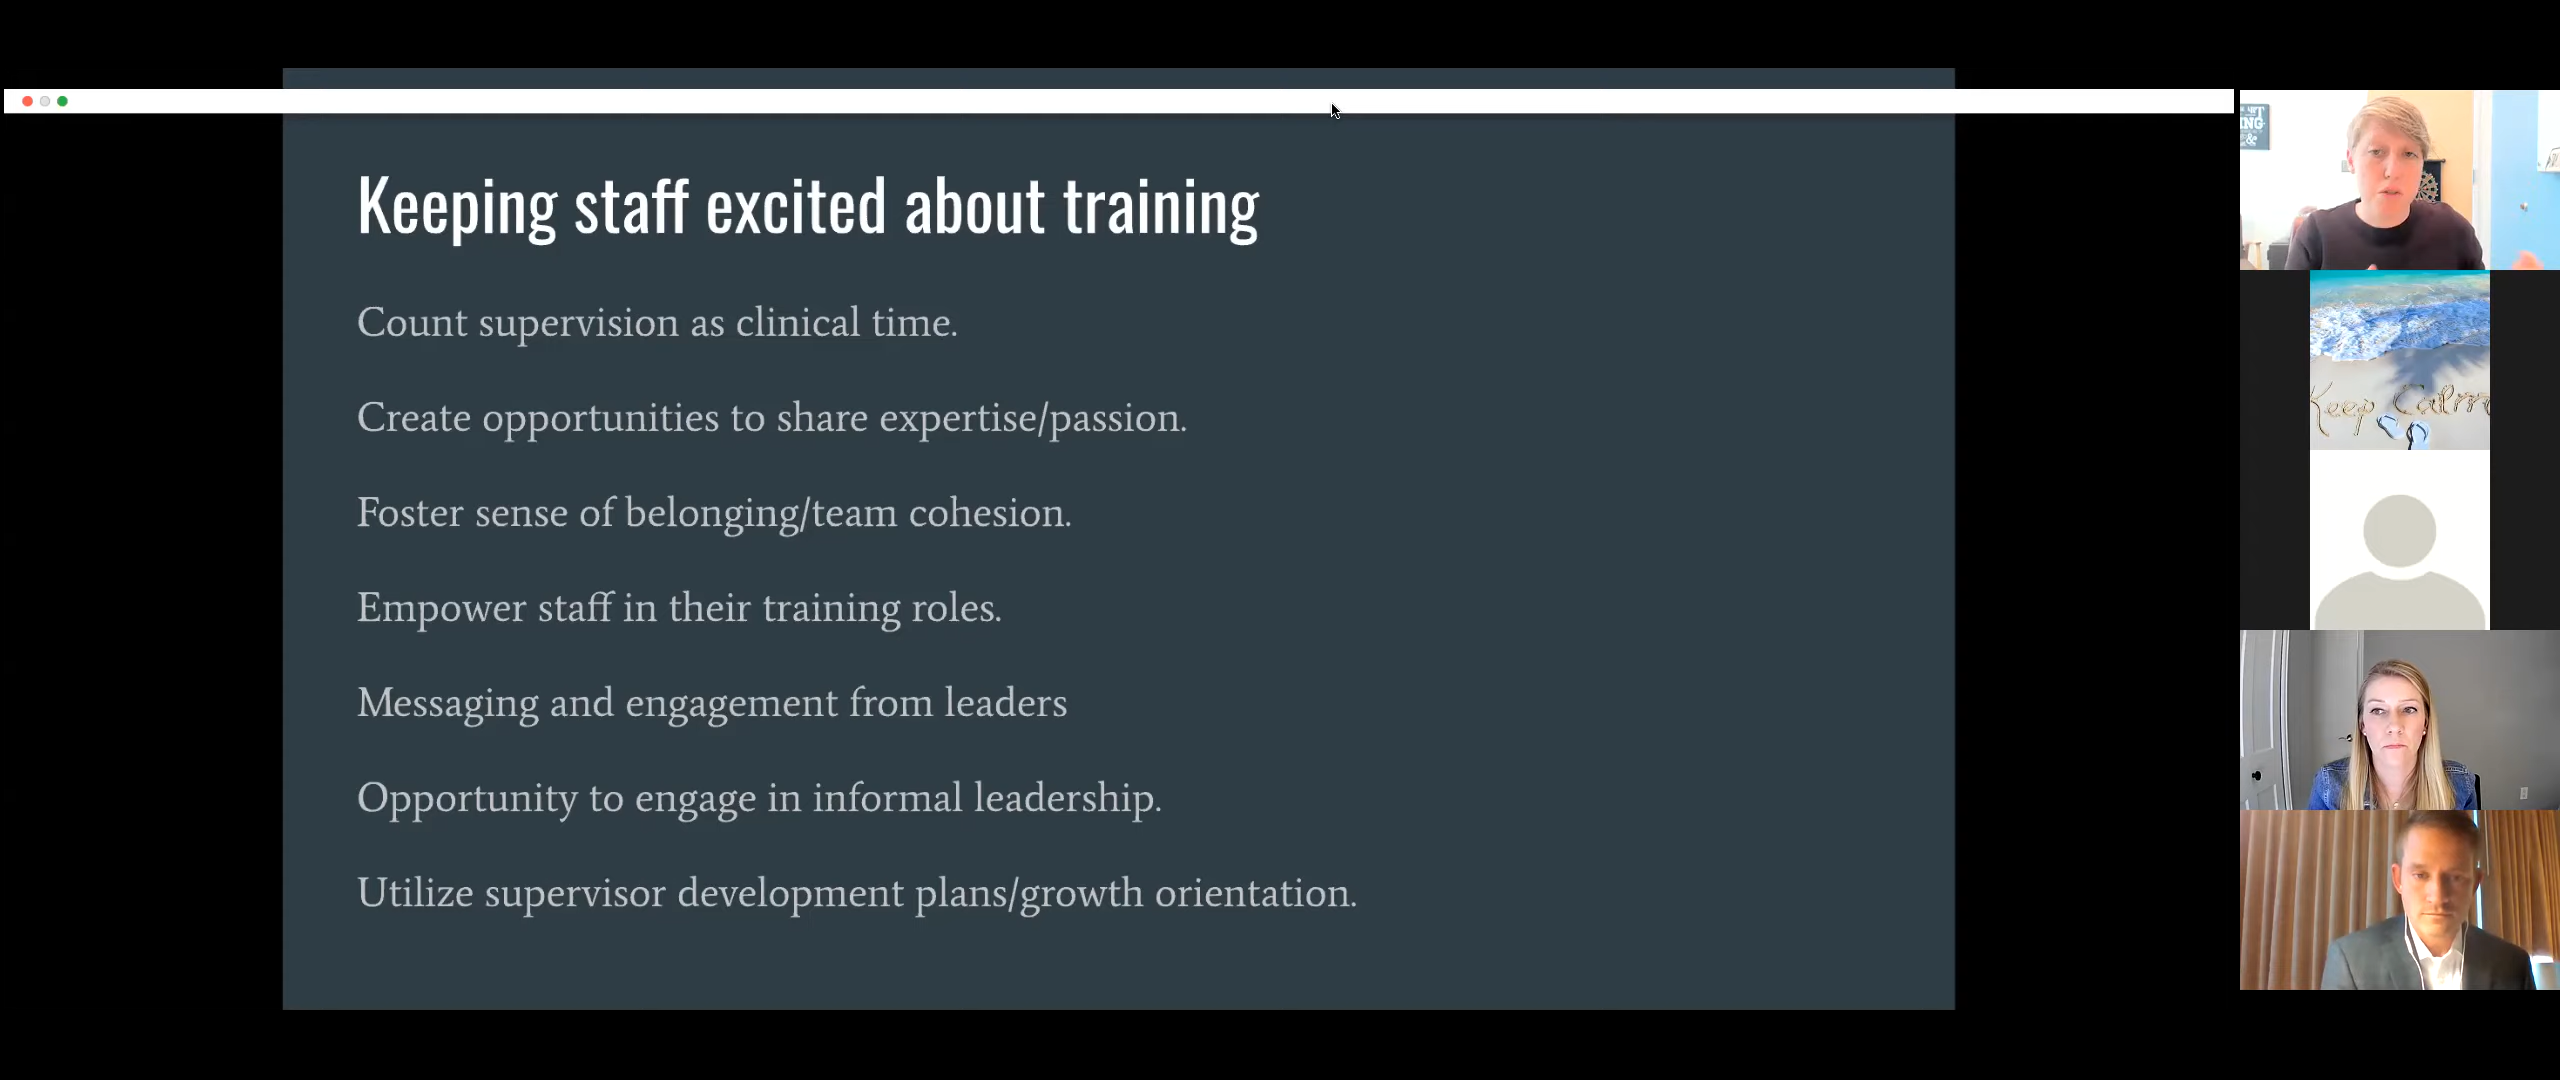 Keeping staff excited about training
Count supervision as clinical time.
Create opportunities to share expertise/passion.
Foster sense of belonging/team cohesion.
Empower staff in their training roles.
Messaging and engagement from leaders
Opportunity to engage in informal leadership.
Utilize supervisor development plans/growth orientation.
ING
&
Keep Calm